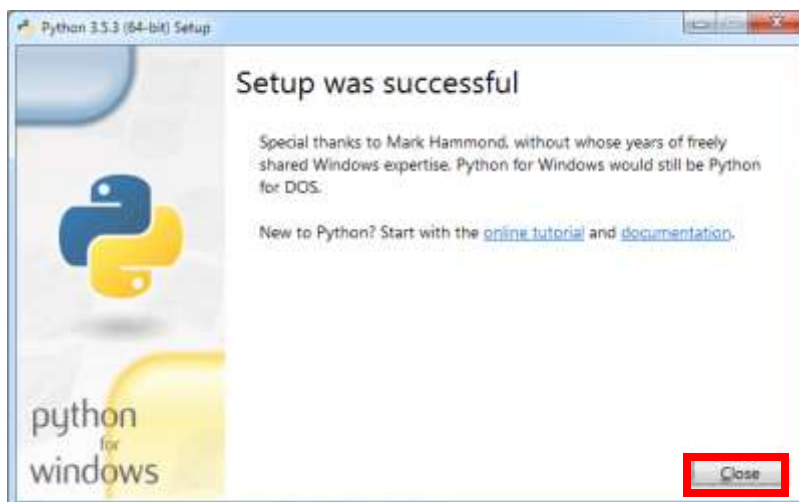 Python 3.5.3 (64-bit) Setup
Setup was successful
Special thanks to Mark Hammond, without whose years of freely
shared Windows expertise, Python for Windows would still be Python
for DOS.
New to Python? Start with the online tutorial and documentation.
python
for
windows
Close